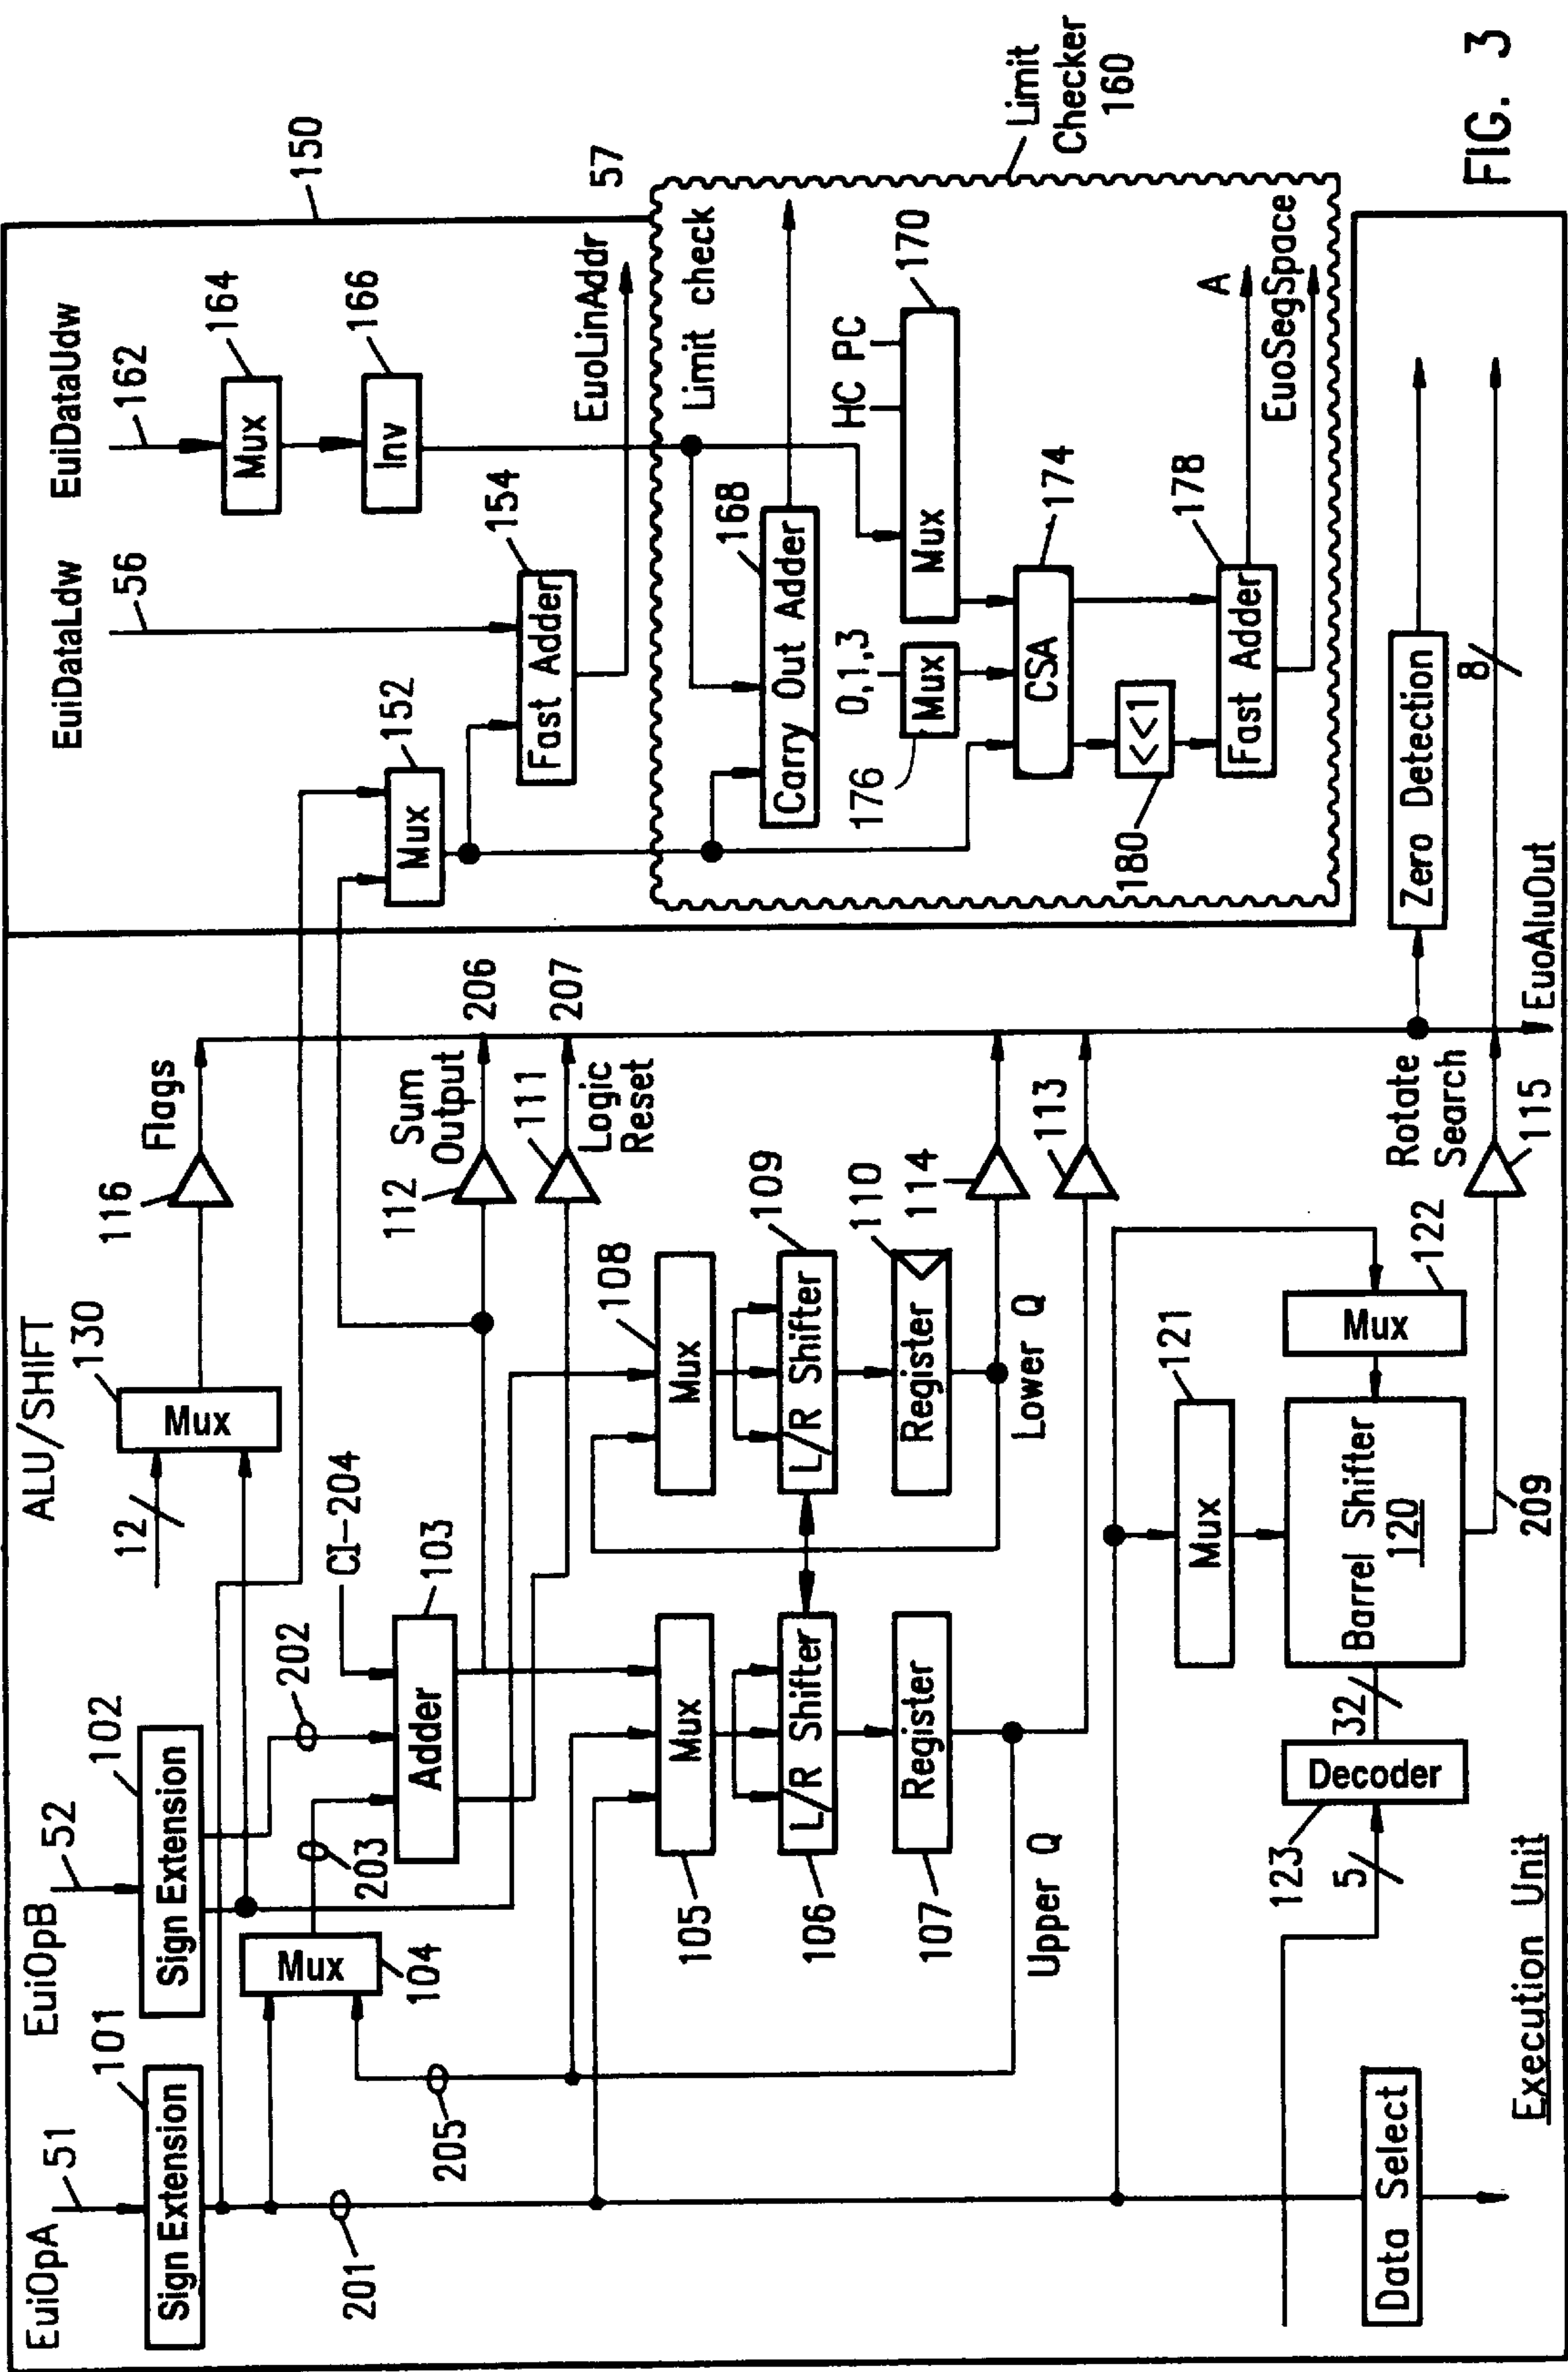 EuiOpA
51
101
Sign Extension
EuiOpB
52
102
Sign Extension
201
Mux
104
203
202
CI-204
Adder
103
205
ALU/SHIFT
12
130
Mux
116
Flags
112
Sum
Output
206
111
Logic
Reset
207
105
Mux
106
L/R Shifter
107
Register
Upper Q
108
Mux
109
L/R Shifter
110
Register
Lower Q
114
113
121
Mux
Barrel Shifter
120
122
Mux
123
5
Decoder
32
209
Rotate
Search
115
Data Select
Execution Unit
EuoAluOut
Zero Detection
8
EuiDataLdw
56
EuiDataUdw
162
150
152
Mux
154
Fast Adder
164
Mux
166
Inv
EuoLinAddr
57
Limit check
168
Carry Out Adder
HC PC
170
Mux
0,1,3
176
Mux
174
CSA
180
<<1
178
Fast Adder
A
EuoSegSpace
Limit
Checker
160
FIG. 3